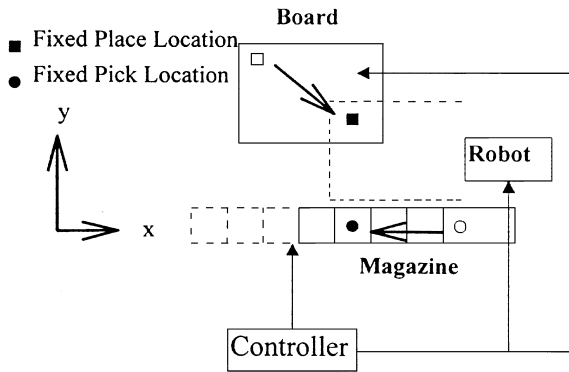 Board
Fixed Place Location
Fixed Pick Location
y
Robot
x
Magazine
Controller